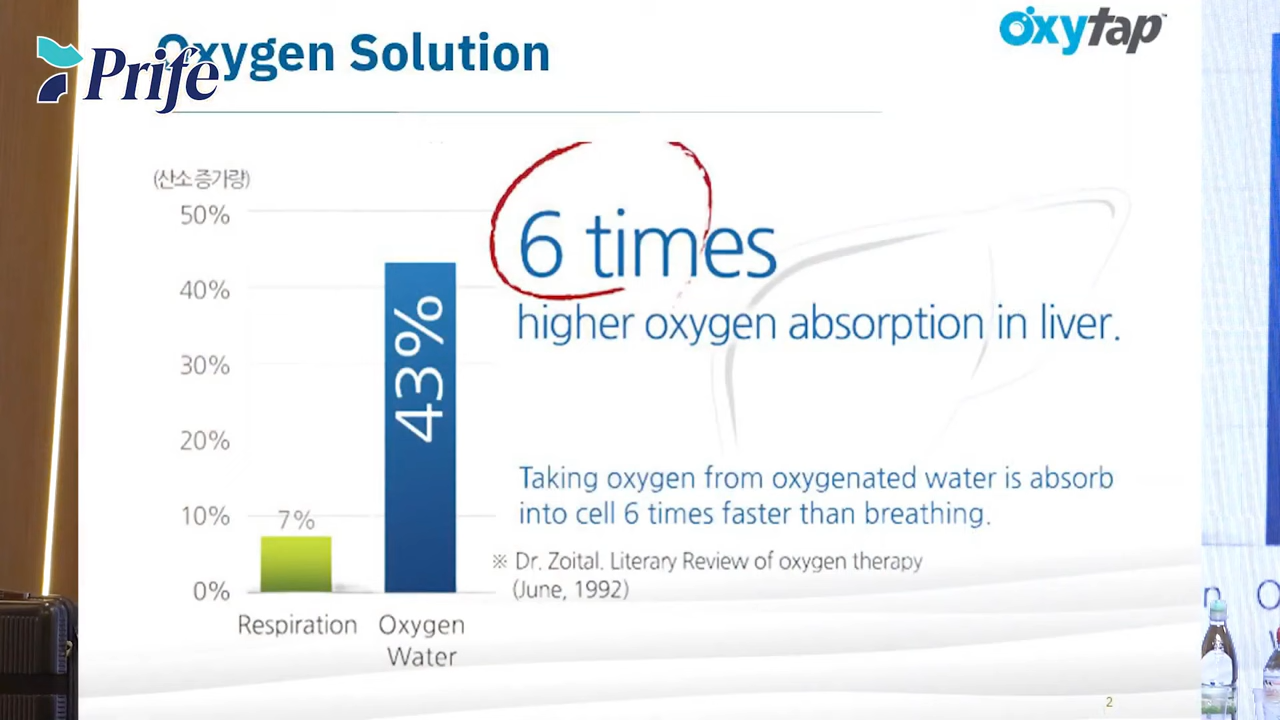 Prife
Oxygen Solution
Oxytap™
(산소 증가량)
50%
40%
30%
20%
10%
0%
7%
43%
Respiration
Oxygen
Water
6 times
higher oxygen absorption in liver.
Taking oxygen from oxygenated water is absorb
into cell 6 times faster than breathing.
※ Dr. Zoital. Literary Review of oxygen therapy
(June, 1992)
2
n O